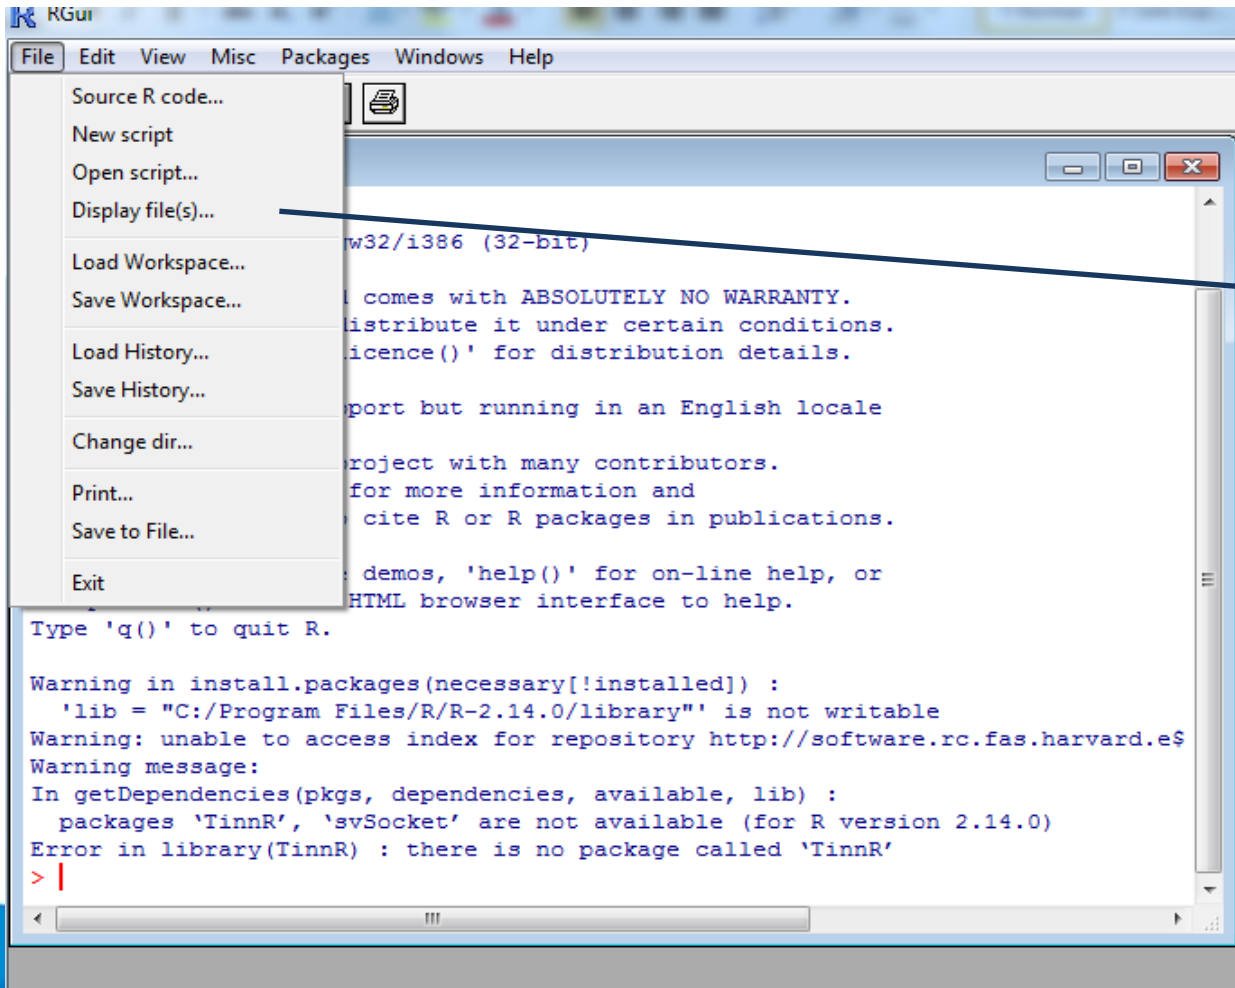 RGui
File Edit View Misc Packages Windows Help
Source R code...
New script
Open script...
Display file(s)...
Load Workspace...
Save Workspace...
Load History...
Save History...
Change dir...
Print...
Save to File...
Exit
w32/i386 (32-bit)
comes with ABSOLUTELY NO WARRANTY.
distribute it under certain conditions.
icence()' for distribution details.
port but running in an English locale
roject with many contributors.
for more information and
cite R or R packages in publications.
demos, 'help()' for on-line help, or
HTML browser interface to help.
Type 'q()' to quit R.
Warning in install.packages(necessary[!installed]) :
'lib = "C:/Program Files/R/R-2.14.0/library"' is not writable
Warning: unable to access index for repository http://software.rc.fas.harvard.e$
Warning message:
In getDependencies(pkgs, dependencies, available, lib) :
packages ‘TinnR’, ‘svSocket’ are not available (for R version 2.14.0)
Error in library(TinnR) : there is no package called ‘TinnR’
>